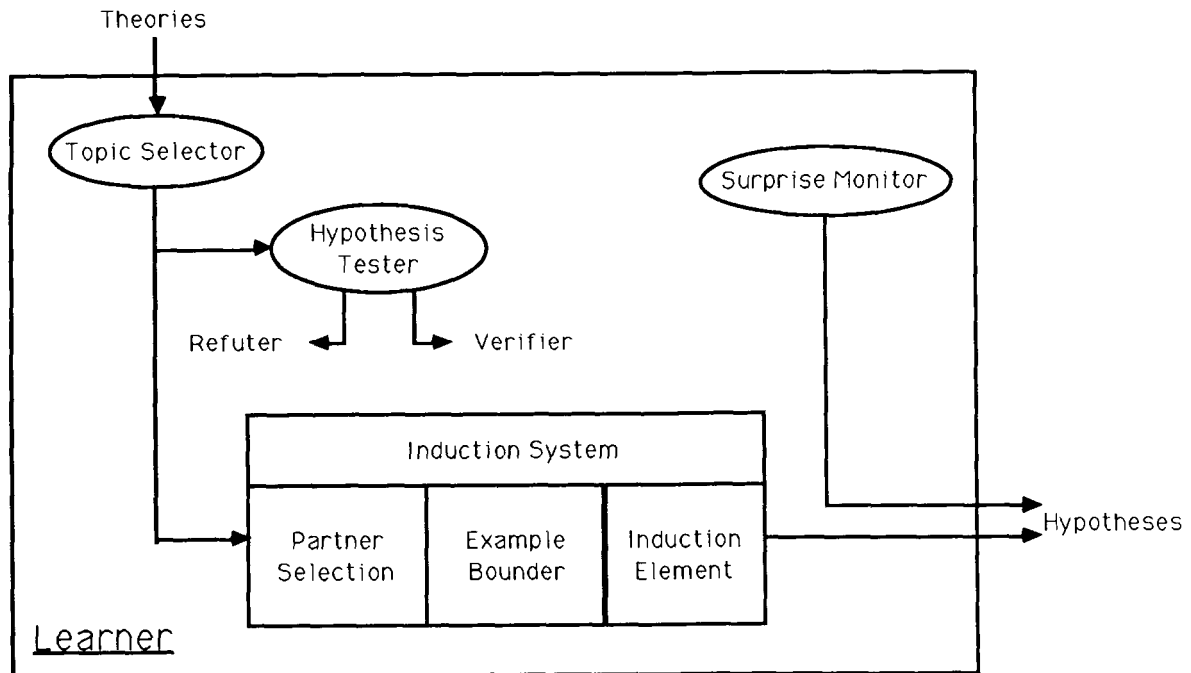 Theories
Topic Selector
Surprise Monitor
Hypothesis
Tester
Refuter
Verifier
Induction System
Partner
Selection
Example
Bounder
Induction
Element
Hypotheses
Learner